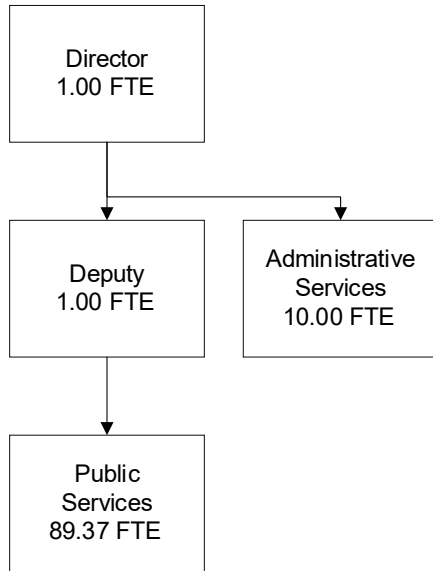 Director
1.00 FTE
Deputy
1.00 FTE
Administrative
Services
10.00 FTE
Public
Services
89.37 FTE